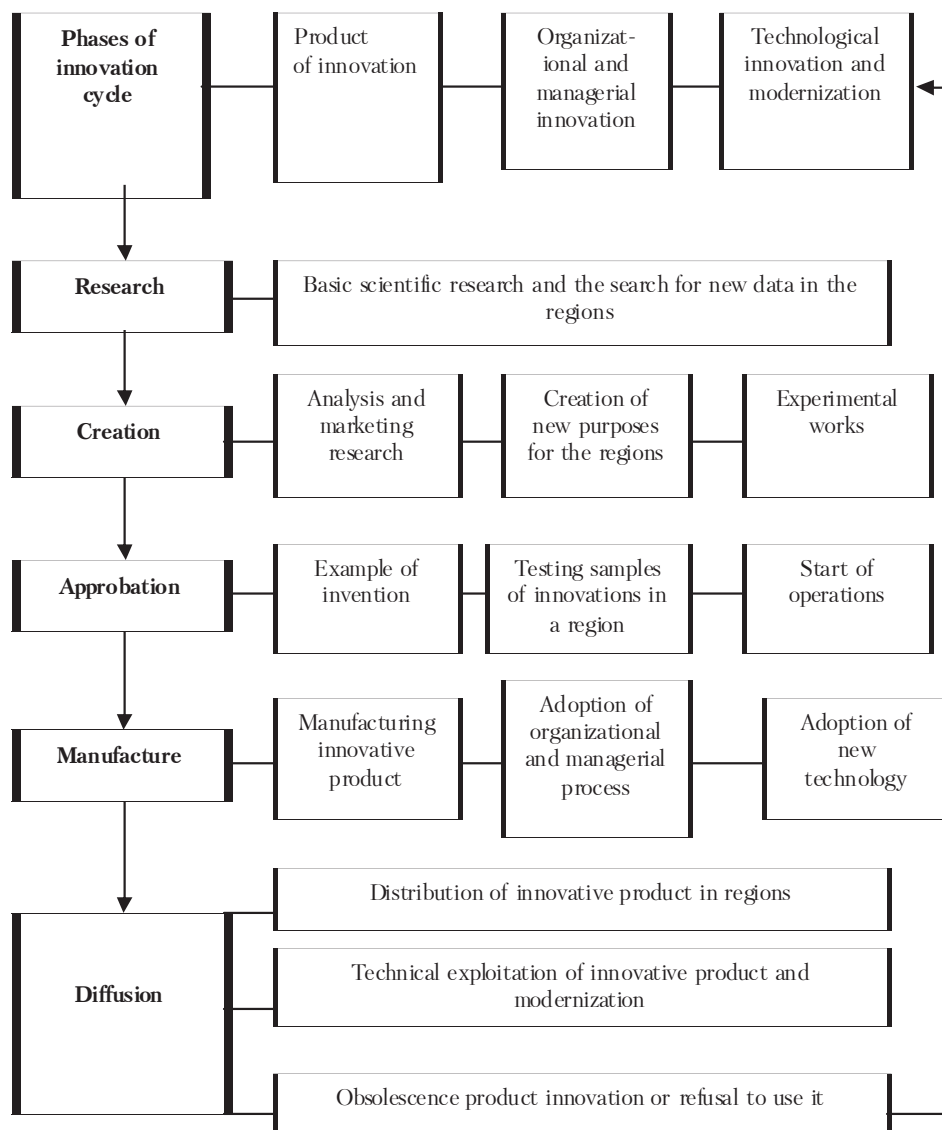 Phases of
innovation
cycle
Product
of innovation
Organizat-
ional and
managerial
innovation
Technological
innovation and
modernization
Research
Basic scientific research and the search for new data in the
regions
Creation
Analysis and
marketing
research
Creation of
new purposes
for the regions
Experimental
works
Approbation
Example of
invention
Testing samples
of innovations in
a region
Start of
operations
Manufacture
Manufacturing
innovative
product
Adoption of
organizational
and managerial
process
Adoption of
new
technology
Diffusion
Distribution of innovative product in regions
Technical exploitation of innovative product and
modernization
Obsolescence product innovation or refusal to use it